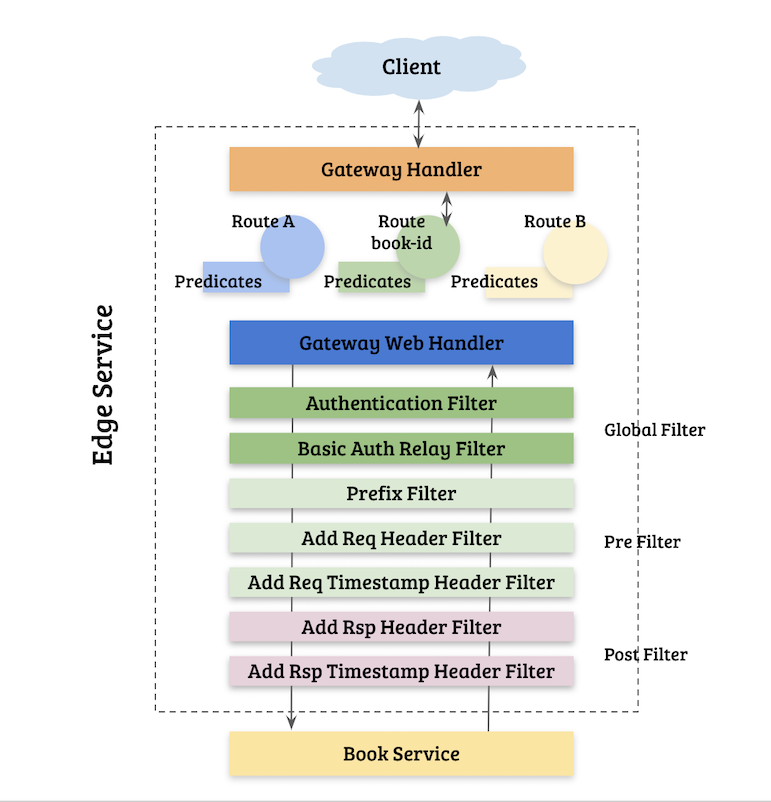 Client
Gateway Handler
Route A
Route
book-id
Route B
Predicates
Predicates
Predicates
Edge Service
Gateway Web Handler
Authentication Filter
Global Filter
Basic Auth Relay Filter
Prefix Filter
Add Req Header Filter
Pre Filter
Add Req Timestamp Header Filter
Add Rsp Header Filter
Post Filter
Add Rsp Timestamp Header Filter
Book Service